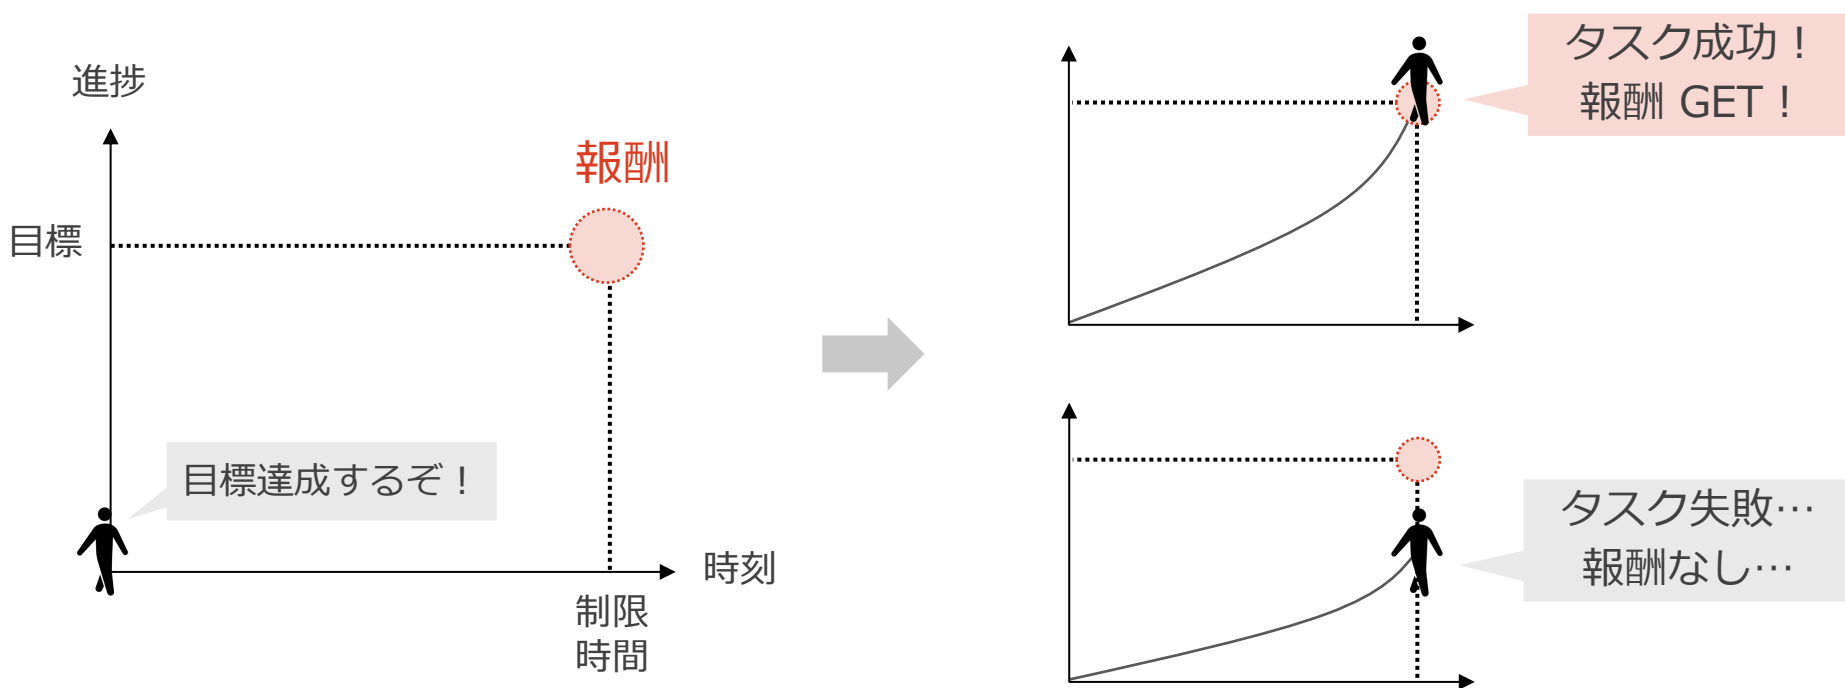 進捗
報酬
目標
目標達成するぞ！
時刻
制限
時間
タスク成功！
報酬 GET！
タスク失敗…
報酬なし…